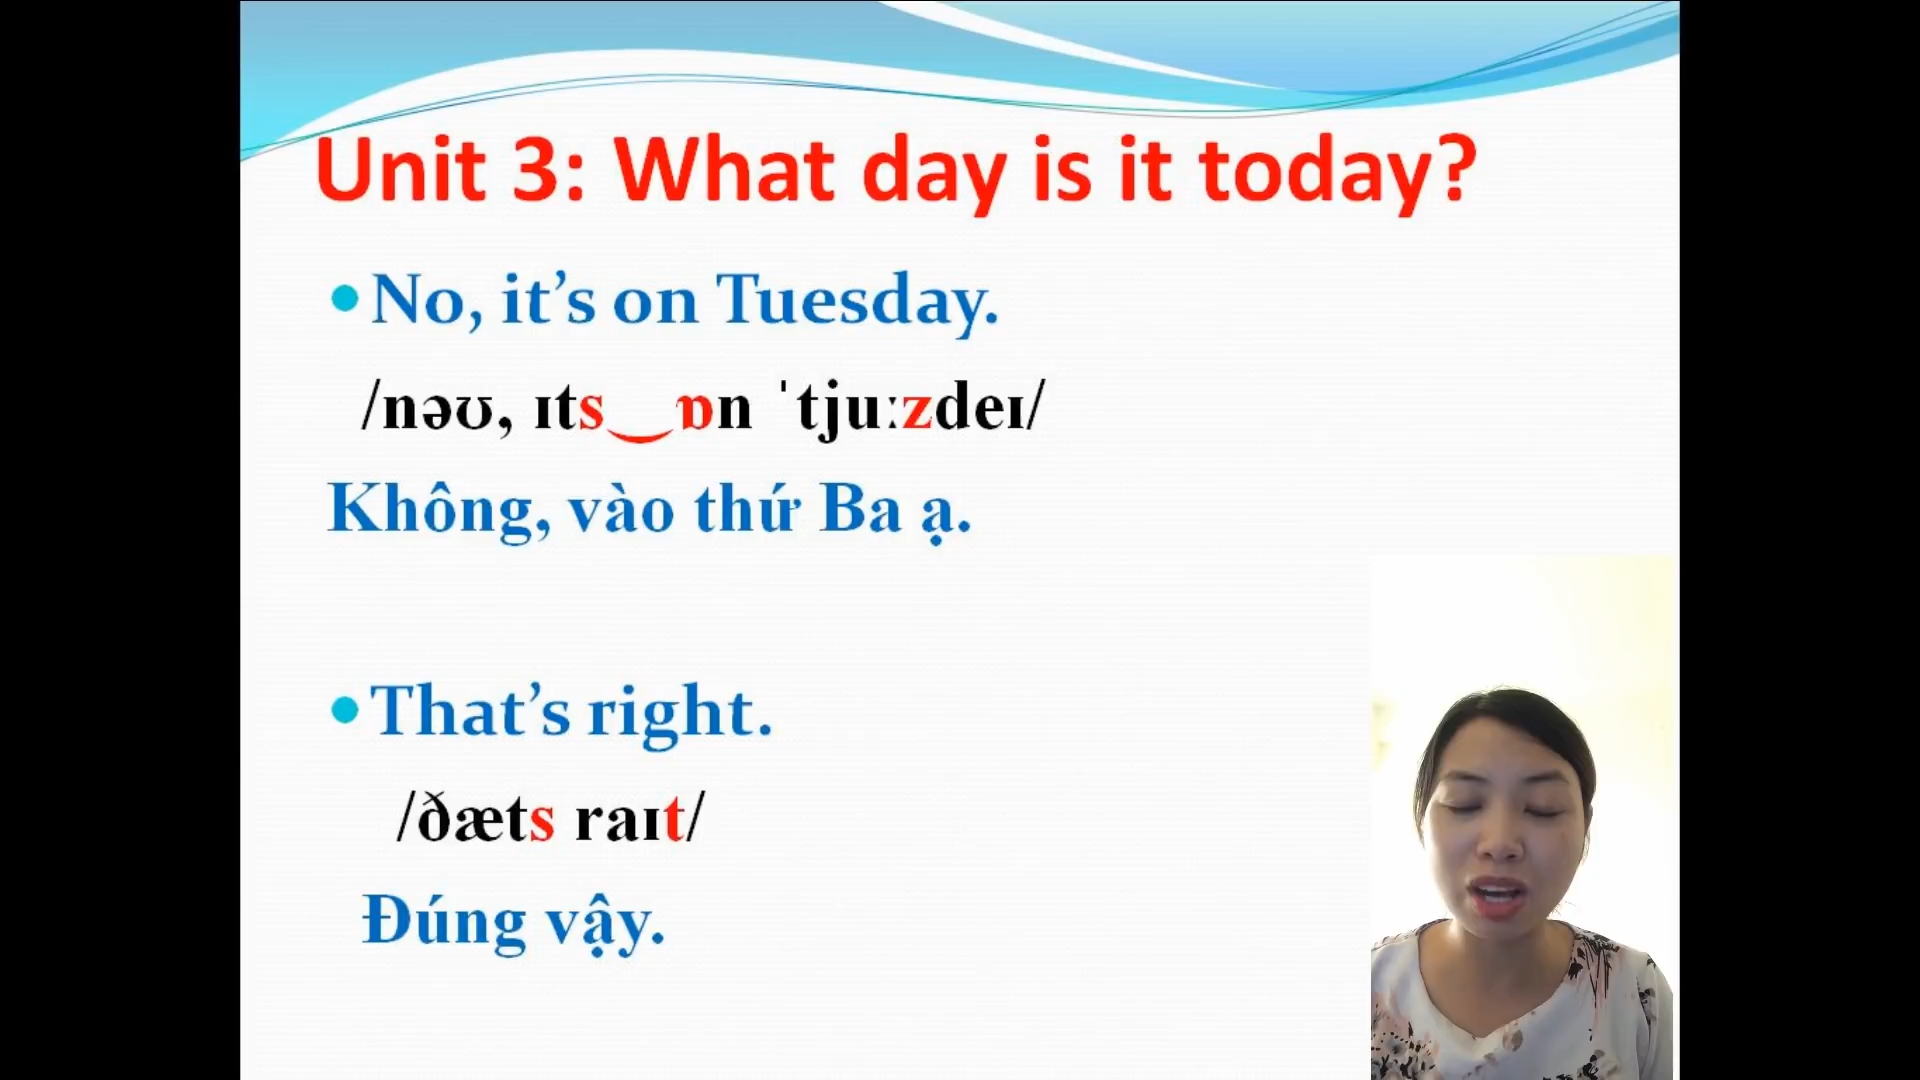 Unit 3: What day is it today?
No, it’s on Tuesday.
/nəʊ, ɪts‿ɒn ˈtjuːzdeɪ/
Không, vào thứ Ba ạ.
That’s right.
/ðæts raɪt/
Đúng vậy.